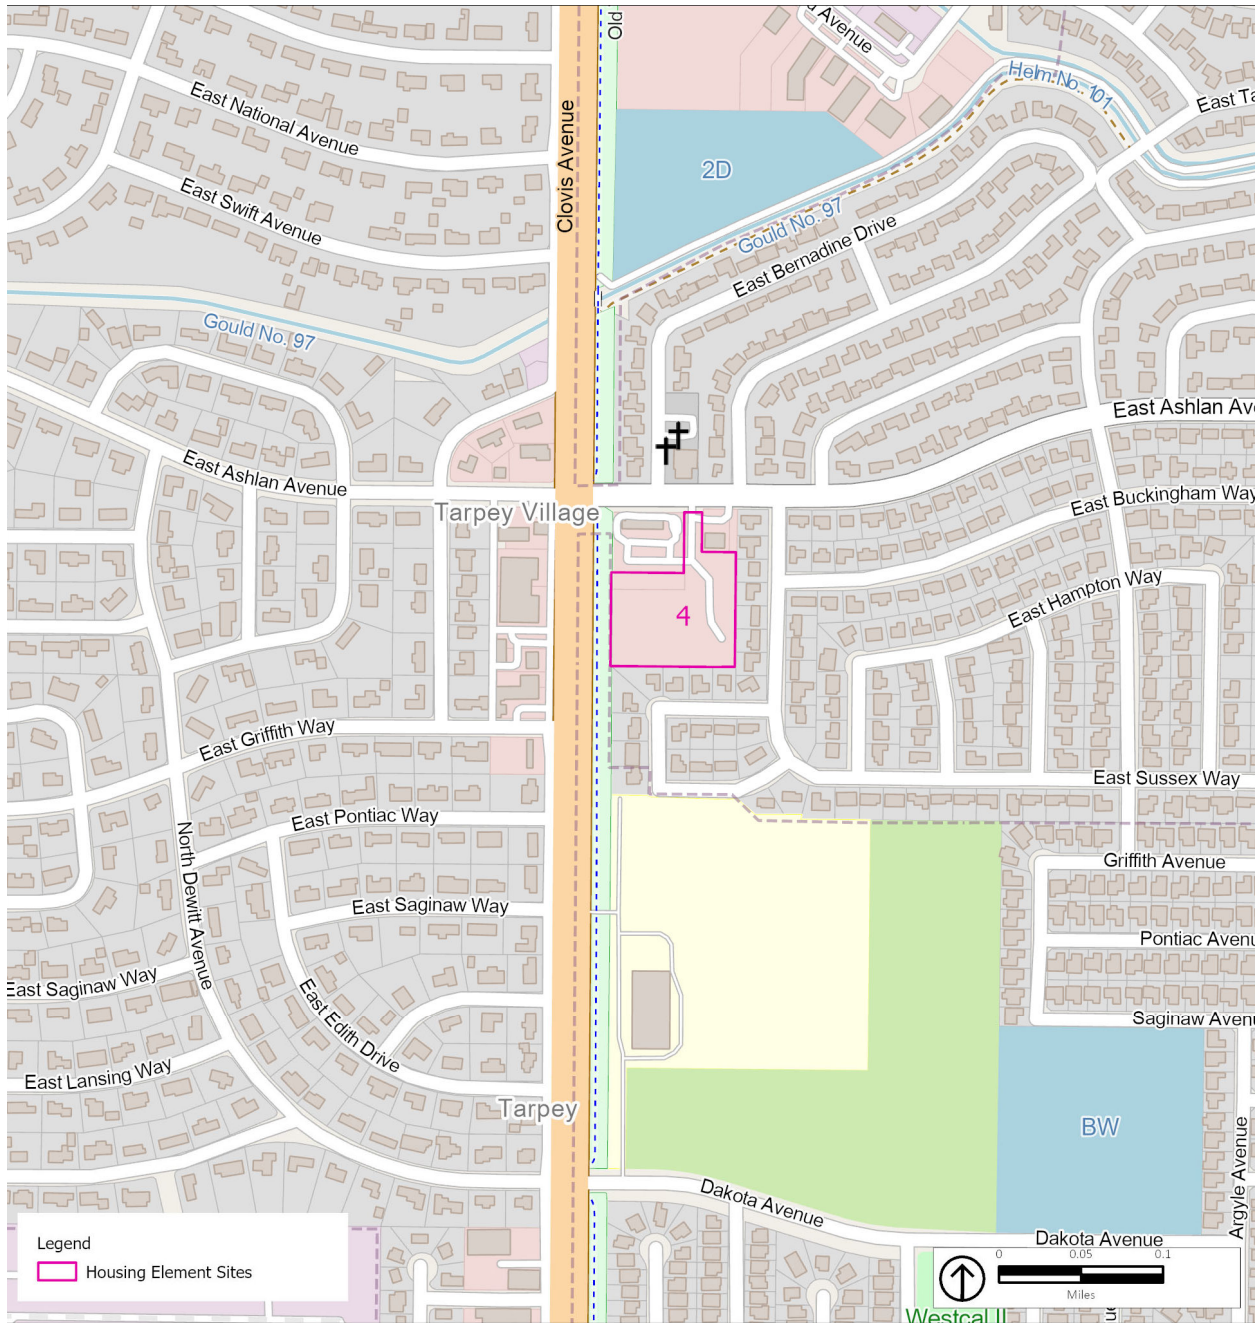 Old
Avenue
Helm No. 101
East Ta
East National Avenue
Clovis Avenue
2D
East Swift Avenue
Gould No. 97
East Bernadine Drive
Gould No. 97
East Ashlan Ave
East Ashlan Avenue
Tarpey Village
East Buckingham Way
East Hampton Way
4
East Griffith Way
East Sussex Way
East Pontiac Way
North Dewitt Avenue
Griffith Avenue
East Saginaw Way
Pontiac Avenu
East Saginaw Way
East Edith Drive
Saginaw Avenu
East Lansing Way
Tarpey
BW
Argyle Avenue
Dakota Avenue
Dakota Avenue
Legend
Housing Element Sites
0 0.05 0.1
Miles
Westcal II